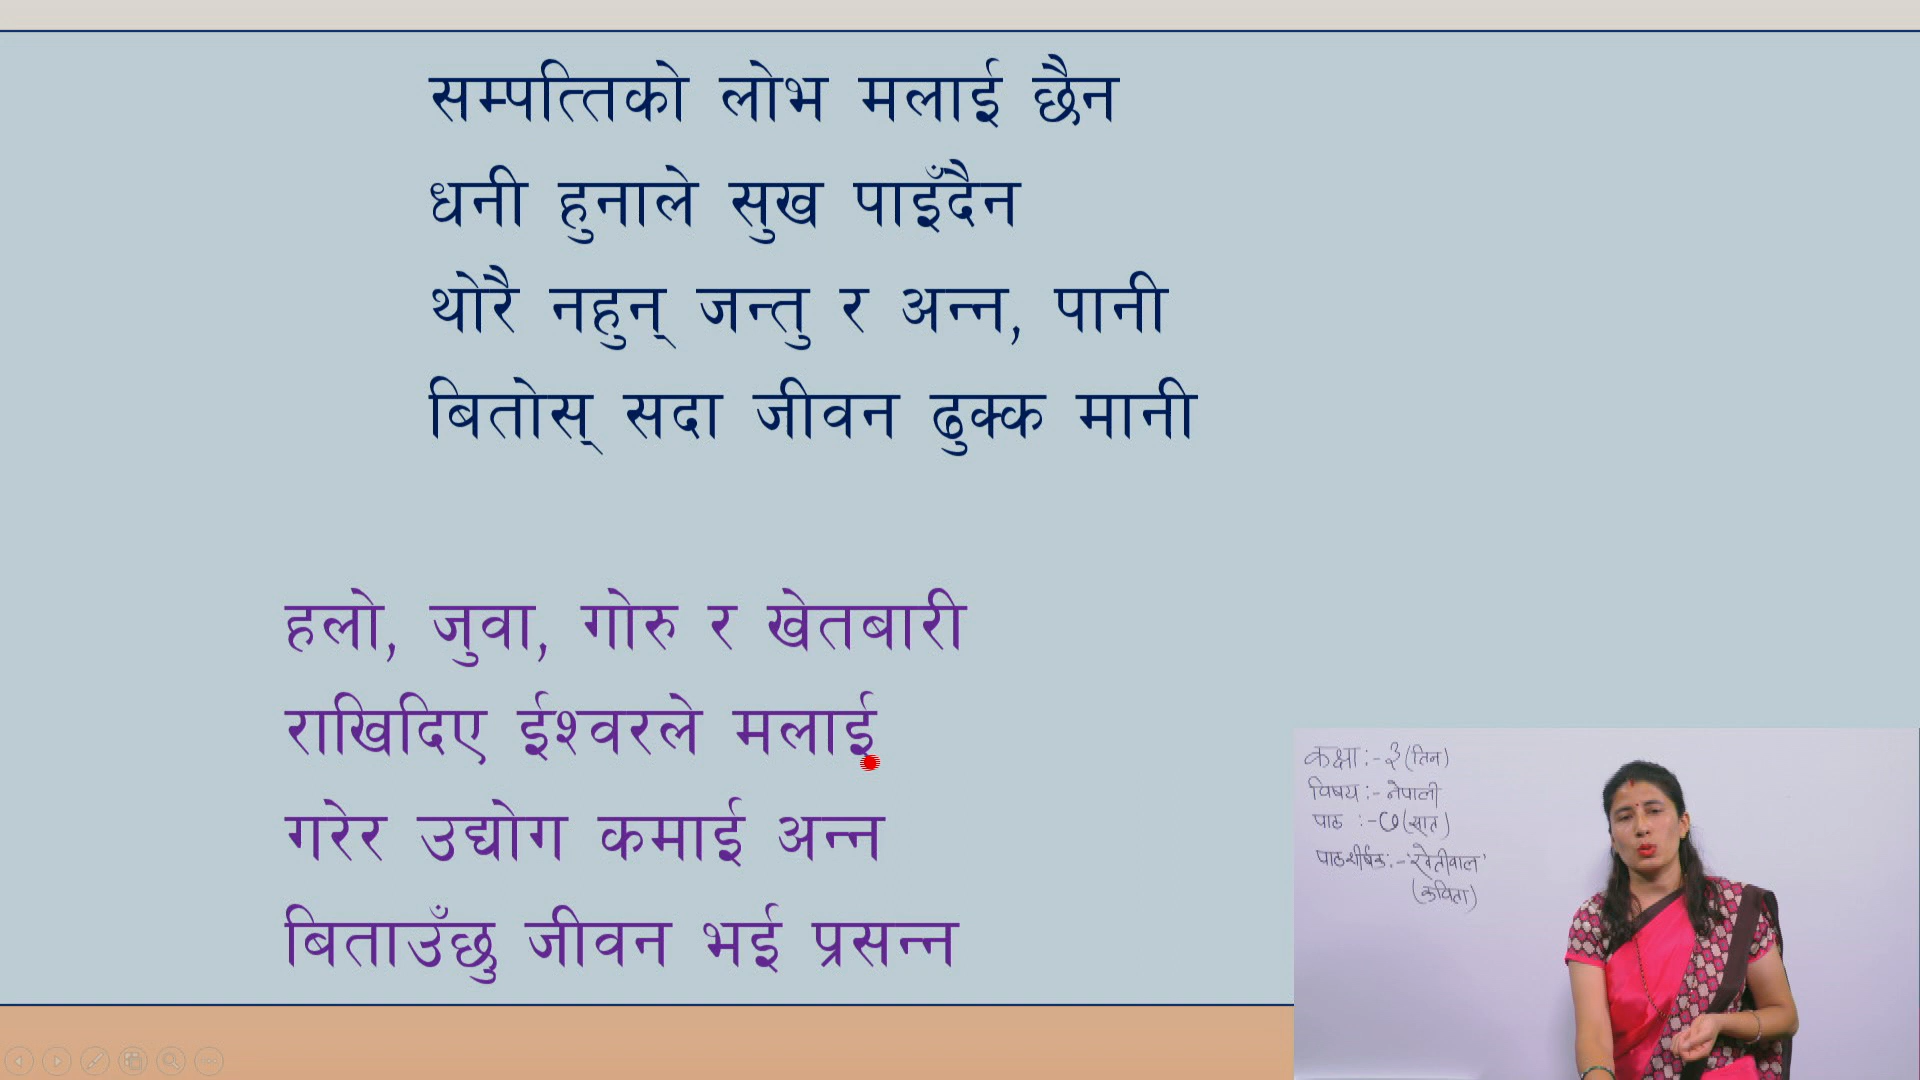 सम्पत्तिको लोभ मलाई छैन
धनी हुनाले सुख पाइँदैन
थोरै नहुन् जन्तु र अन्न, पानी
बितोस् सदा जीवन ढुक्क मानी
हलो, जुवा, गोरु र खेतबारी
राखिदिए ईश्वरले मलाई
गरेर उद्योग कमाई अन्न
बिताउँछु जीवन भई प्रसन्न
कक्षा :- ३ (तिन)
विषय :- नेपाली
पाठ :- ७ (सात)
पाठ शीर्षक :- 'खेतीवाल'
(कविता)